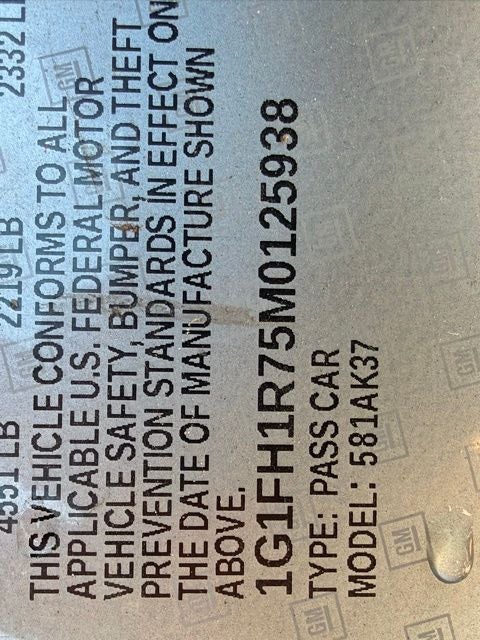 4551 LB 2219 LB 2332 L
THIS VEHICLE CONFORMS TO ALL
APPLICABLE U.S. FEDERAL MOTOR
VEHICLE SAFETY, BUMPER, AND THEFT
PREVENTION STANDARDS IN EFFECT ON
THE DATE OF MANUFACTURE SHOWN
ABOVE.
1G1FH1R75M0125938
TYPE: PASS CAR
MODEL: 581AK37
GM